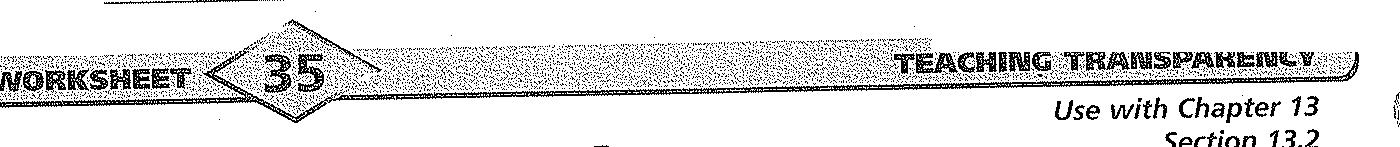 WORKSHEET 35 TEACHING TRANSPARENCY
Use with Chapter 13
Section 13.2